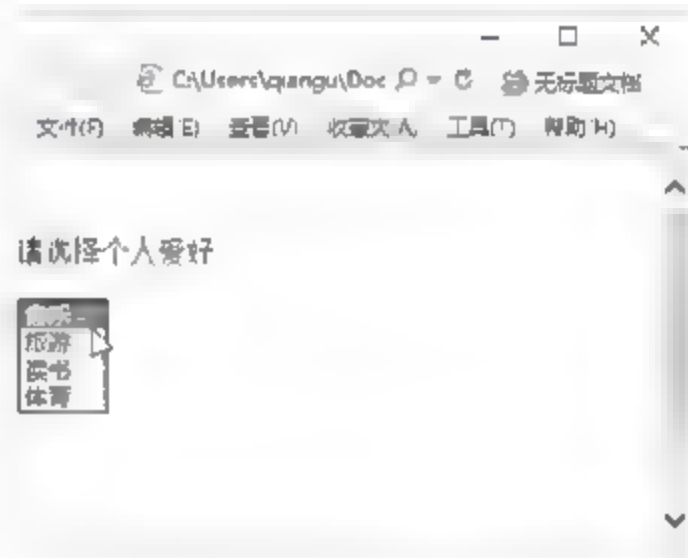 C:\Users\qiangu\Doc 无标题文档
文件(F) 编辑(E) 查看(V) 收藏夹(A) 工具(T) 帮助(H)
请选择个人爱好
旅游
读书
体育